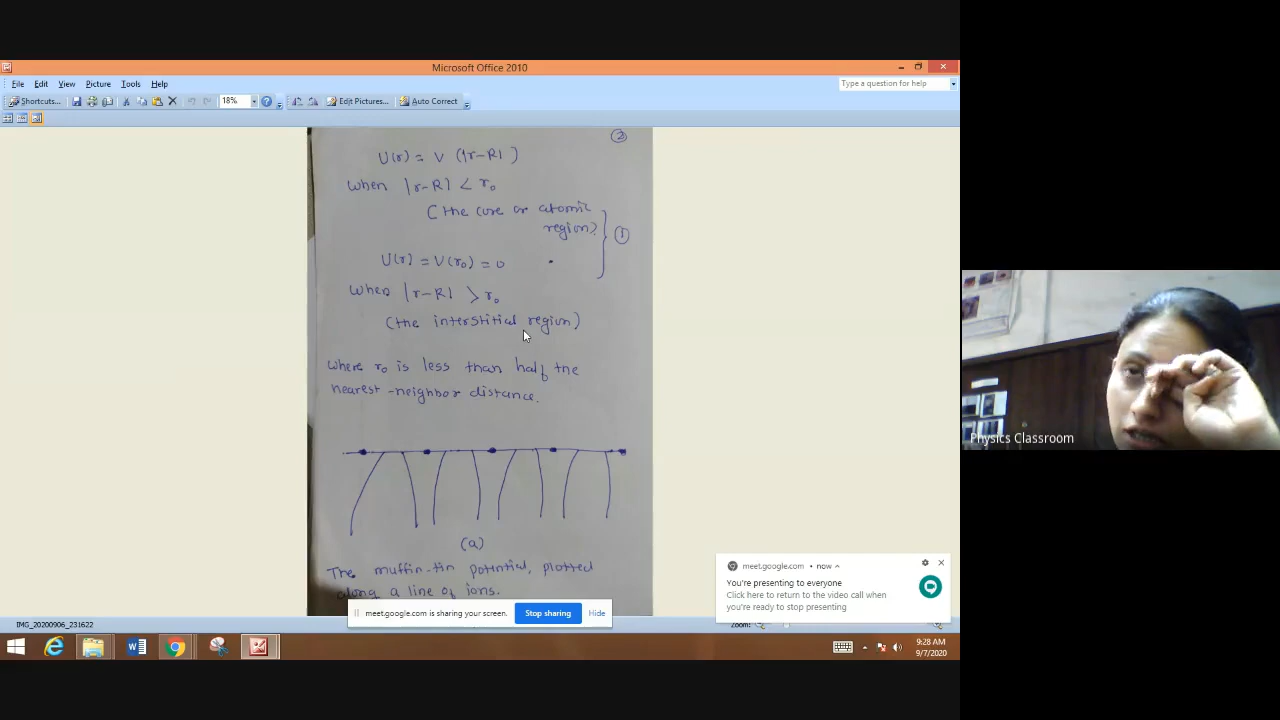 Microsoft Office 2010
File Edit View Picture Tools Help
Type a question for help
Shortcuts... 18% Edit Pictures... Auto Correct
②
U(r) = V (|r-R|)
when |r-R| < r₀
(the core or atomic
region). } ①
U(r) = V(r₀) = 0
when |r-R| > r₀
(the interstitial region)
where r₀ is less than half the
nearest-neighbor distance.
(a)
The muffin-tin potential, plotted
along a line of ions.
Physics Classroom
meet.google.com • now
You're presenting to everyone
Click here to return to the video call when
you're ready to stop presenting
meet.google.com is sharing your screen. Stop sharing Hide
IMG_20200906_231622
Zoom:
9:28 AM
9/7/2020